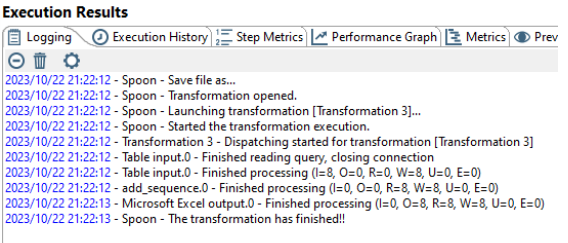 Execution Results
Logging Execution History Step Metrics Performance Graph Metrics Prev
2023/10/22 21:22:12 - Spoon - Save file as...
2023/10/22 21:22:12 - Spoon - Transformation opened.
2023/10/22 21:22:12 - Spoon - Launching transformation [Transformation 3]...
2023/10/22 21:22:12 - Spoon - Started the transformation execution.
2023/10/22 21:22:12 - Transformation 3 - Dispatching started for transformation [Transformation 3]
2023/10/22 21:22:12 - Table input.0 - Finished reading query, closing connection
2023/10/22 21:22:12 - Table input.0 - Finished processing (I=8, O=0, R=0, W=8, U=0, E=0)
2023/10/22 21:22:12 - add_sequence.0 - Finished processing (I=0, O=0, R=8, W=8, U=0, E=0)
2023/10/22 21:22:13 - Microsoft Excel output.0 - Finished processing (I=0, O=8, R=8, W=8, U=0, E=0)
2023/10/22 21:22:13 - Spoon - The transformation has finished!!